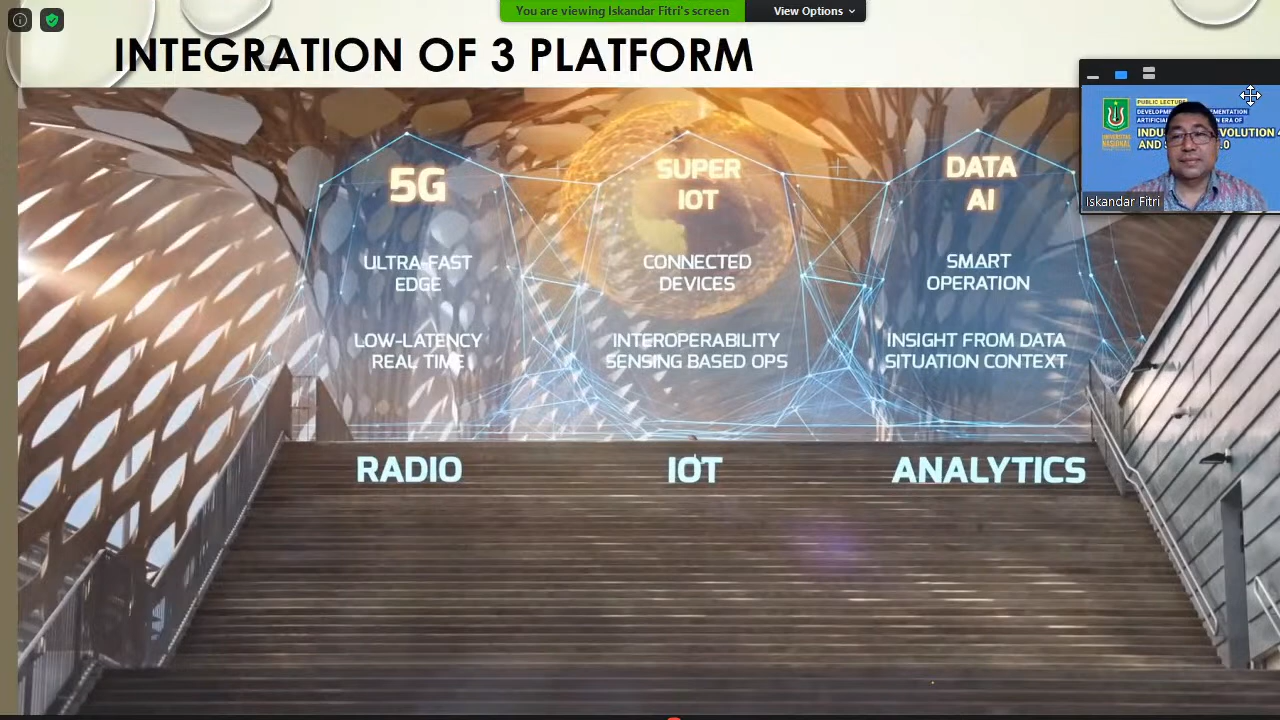 You are viewing Iskandar Fitri's screen
View Options
INTEGRATION OF 3 PLATFORM
PUBLIC LECTURE
UNIVERSITAS
NASIONAL
Iskandar Fitri
5G
ULTRA-FAST
EDGE
LOW-LATENCY
REAL TIME
RADIO
SUPER
IOT
CONNECTED
DEVICES
INTEROPERABILITY
SENSING BASED OPS
IOT
DATA
AI
SMART
OPERATION
INSIGHT FROM DATA
SITUATION CONTEXT
ANALYTICS